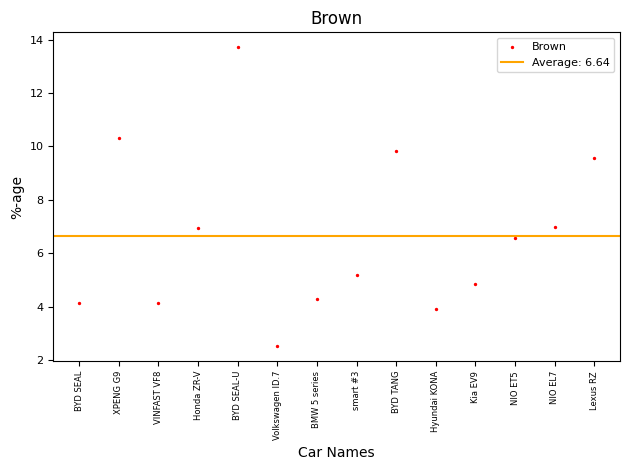 Brown
Brown
Average: 6.64
%-age
14
12
10
8
6
4
2
BYD SEAL
XPENG G9
VINFAST VF8
Honda ZR-V
BYD SEAL-U
Volkswagen ID.7
BMW 5 series
smart #3
BYD TANG
Hyundai KONA
Kia EV9
NIO ET5
NIO EL7
Lexus RZ
Car Names